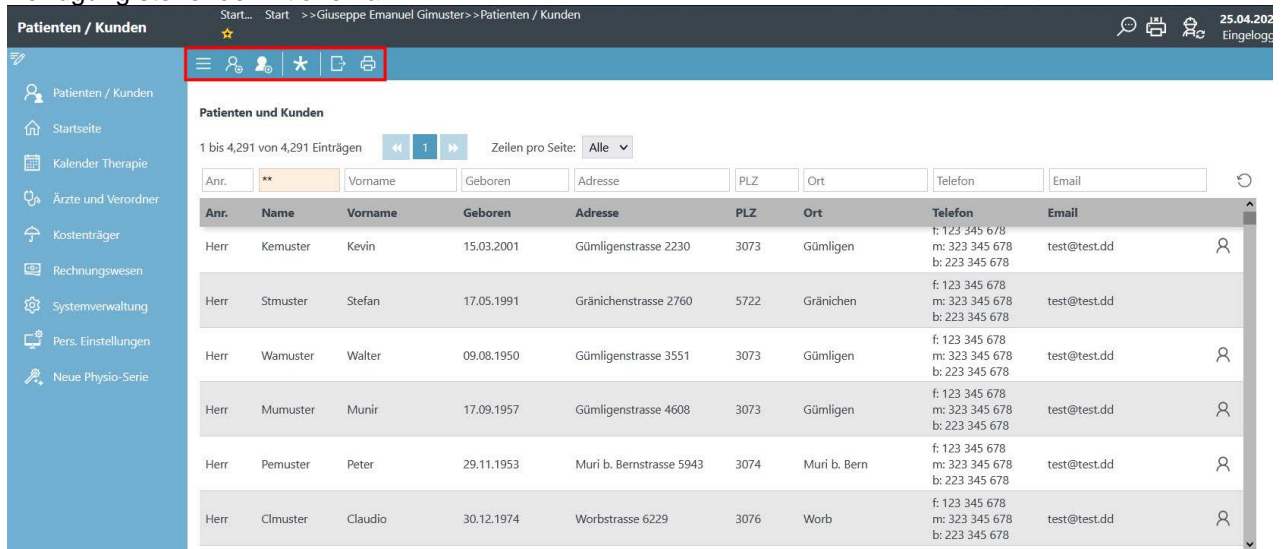 Start... Start >>Giuseppe Emanuel Gimuster>>Patienten / Kunden
Patienten / Kunden
25.04.202
Eingelogg
Patienten / Kunden
Startseite
Kalender Therapie
Ärzte und Verordner
Kostenträger
Rechnungswesen
Systemverwaltung
Pers. Einstellungen
Neue Physio-Serie
Patienten und Kunden
1 bis 4,291 von 4,291 Einträgen 1 Zeilen pro Seite: Alle
Anr. ** Vorname Geboren Adresse PLZ Ort Telefon Email
Anr. Name Vorname Geboren Adresse PLZ Ort Telefon Email
f: 123 345 678
Herr Kemuster Kevin 15.03.2001 Gümligenstrasse 2230 3073 Gümligen m: 323 345 678 test@test.dd
b: 223 345 678
f: 123 345 678
Herr Stmuster Stefan 17.05.1991 Gränichenstrasse 2760 5722 Gränichen m: 323 345 678 test@test.dd
b: 223 345 678
f: 123 345 678
Herr Wamuster Walter 09.08.1950 Gümligenstrasse 3551 3073 Gümligen m: 323 345 678 test@test.dd
b: 223 345 678
f: 123 345 678
Herr Mumuster Munir 17.09.1957 Gümligenstrasse 4608 3073 Gümligen m: 323 345 678 test@test.dd
b: 223 345 678
f: 123 345 678
Herr Pemuster Peter 29.11.1953 Muri b. Bernstrasse 5943 3074 Muri b. Bern m: 323 345 678 test@test.dd
b: 223 345 678
f: 123 345 678
Herr Clmuster Claudio 30.12.1974 Worbstrasse 6229 3076 Worb m: 323 345 678 test@test.dd
b: 223 345 678